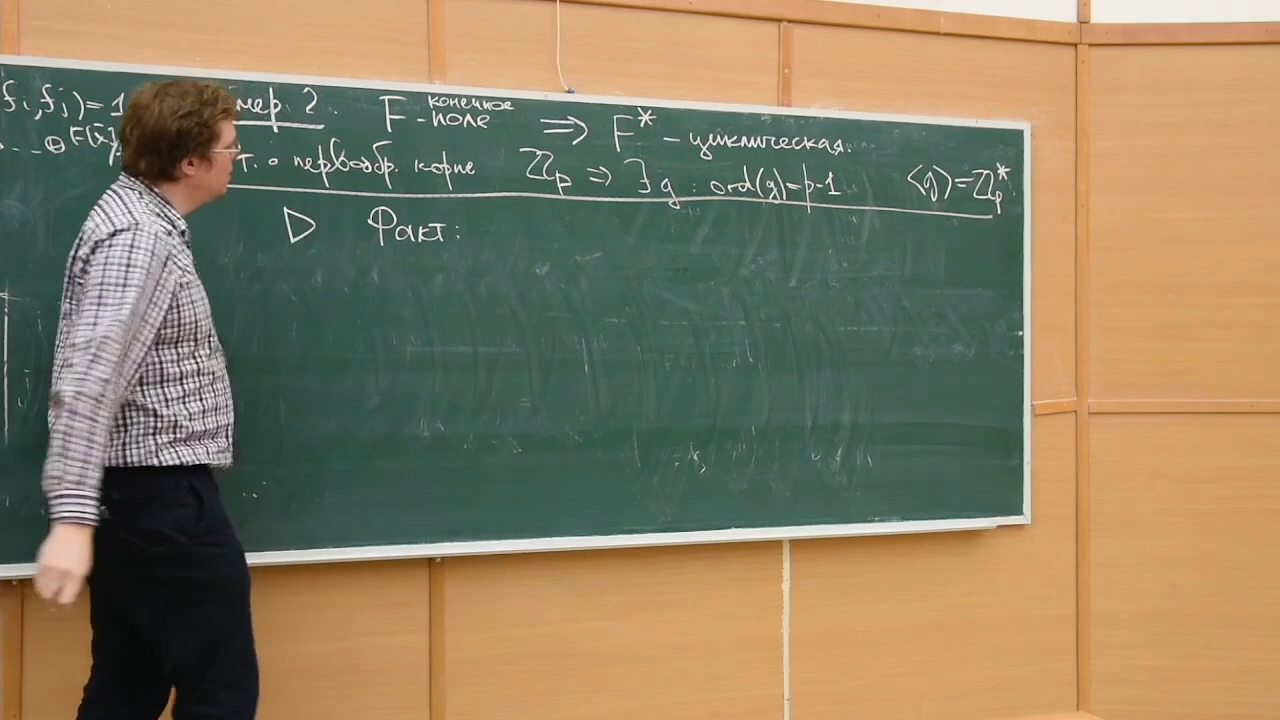 f_i, f_j) = 1
... ⊕ F[x]
мер 2. F - конечное поле ⇒ F* - циклическая.
т. о первообр. корне ℤ_p ⇒ ∃ g : ord(g) = p-1 ⟨g⟩ = ℤ_p*
▷ Факт: